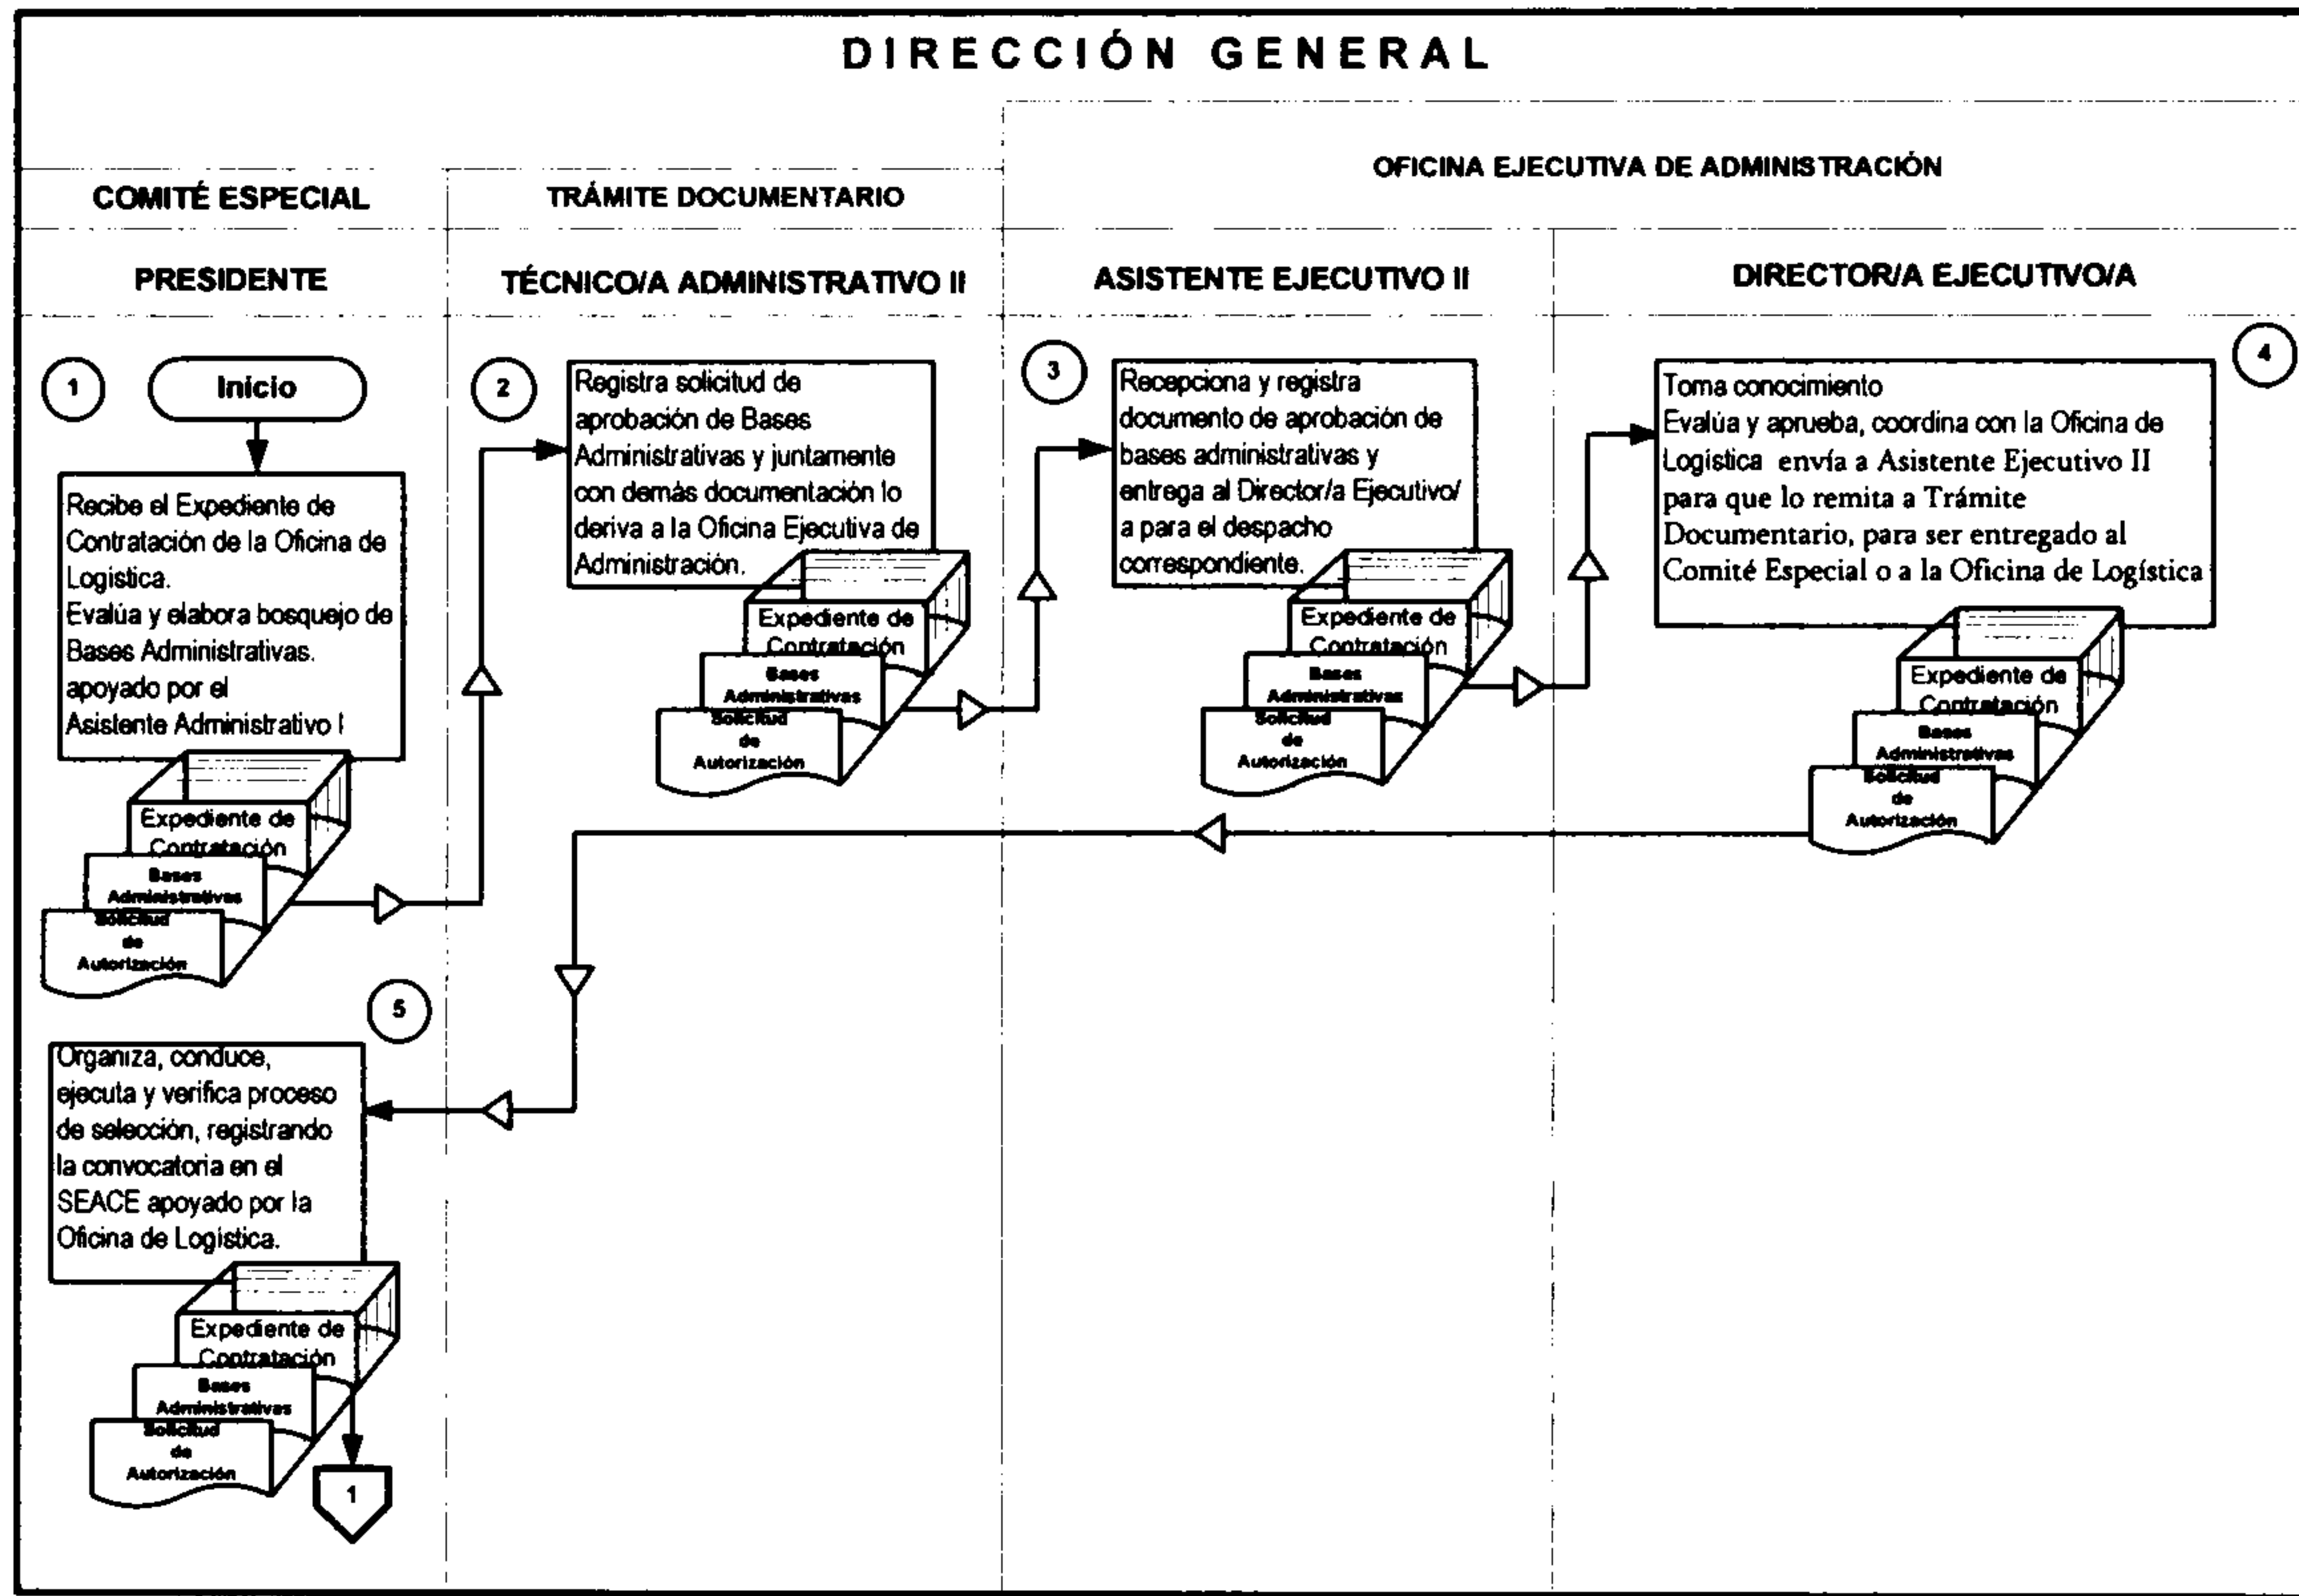 DIRECCIÓN GENERAL
OFICINA EJECUTIVA DE ADMINISTRACIÓN
COMITÉ ESPECIAL
TRÁMITE DOCUMENTARIO
PRESIDENTE
TÉCNICO/A ADMINISTRATIVO II
ASISTENTE EJECUTIVO II
DIRECTOR/A EJECUTIVO/A
1
Inicio
Recibe el Expediente de
Contratación de la Oficina de
Logística.
Evalúa y elabora bosquejo de
Bases Administrativas.
apoyado por el
Asistente Administrativo I
Expediente de
Contratación
Bases
Administrativas
Solicitud
de
Autorización
2
Registra solicitud de
aprobación de Bases
Administrativas y juntamente
con demás documentación lo
deriva a la Oficina Ejecutiva de
Administración.
Expediente de
Contratación
Bases
Administrativas
Solicitud
de
Autorización
3
Recepciona y registra
documento de aprobación de
bases administrativas y
entrega al Director/a Ejecutivo/
a para el despacho
correspondiente.
Expediente de
Contratación
Bases
Administrativas
Solicitud
de
Autorización
4
Toma conocimiento
Evalúa y aprueba, coordina con la Oficina de
Logística envía a Asistente Ejecutivo II
para que lo remita a Trámite
Documentario, para ser entregado al
Comité Especial o a la Oficina de Logística
Expediente de
Contratación
Bases
Administrativas
Solicitud
de
Autorización
5
Organiza, conduce,
ejecuta y verifica proceso
de selección, registrando
la convocatoria en el
SEACE apoyado por la
Oficina de Logística.
Expediente de
Contratación
Bases
Administrativas
Solicitud
de
Autorización
1